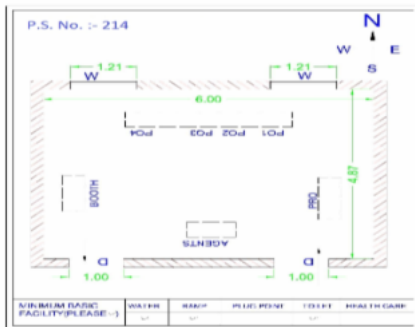 P.S. No. :- 214
N
W E
S
1.21 1.21
W W
6.00
PO4 PO3 PO2 PO1
4.87
BOOTH
PRO
AGENTS
D D
1.00 1.00
MINIMUM BASIC FACILITY(PLEASE WATER RAMP PLUG POINT TOILET HEALTH CARE